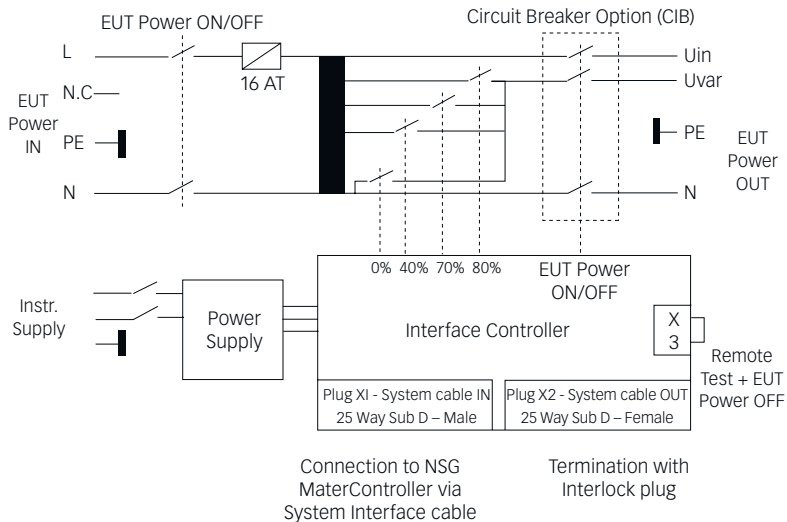 EUT Power ON/OFF
Circuit Breaker Option (CIB)
L
16 AT
Uin
Uvar
N.C
EUT
Power
IN
PE
PE
EUT
Power
OUT
N
N
0% 40% 70% 80%
EUT Power
ON/OFF
Instr.
Supply
Power
Supply
Interface Controller
X
3
Remote
Test + EUT
Power OFF
Plug XI - System cable IN
25 Way Sub D – Male
Plug X2 - System cable OUT
25 Way Sub D – Female
Connection to NSG
MaterController via
System Interface cable
Termination with
Interlock plug